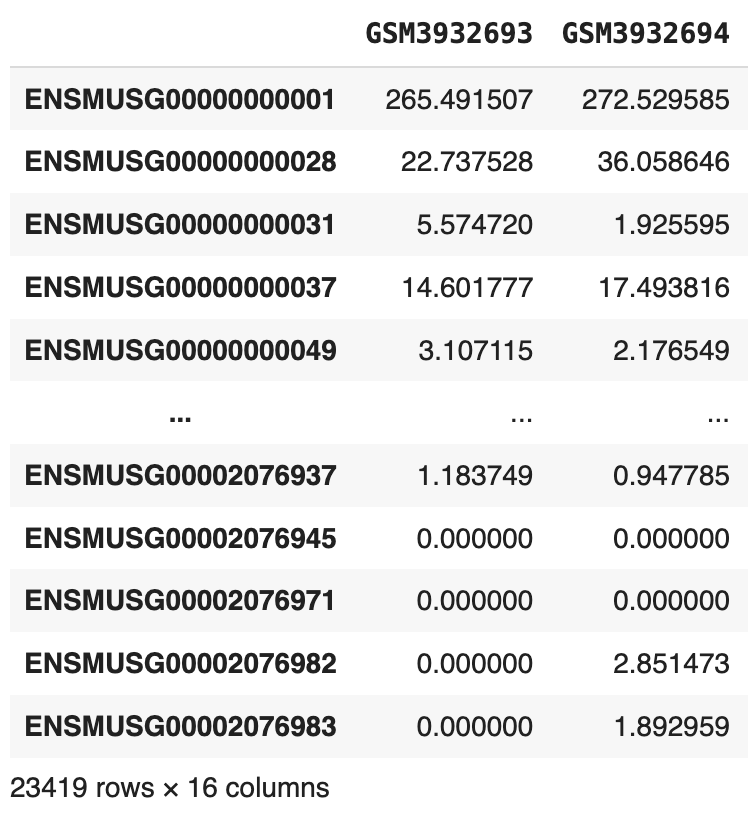 GSM3932693 GSM3932694
ENSMUSG00000000001 265.491507 272.529585
ENSMUSG00000000028 22.737528 36.058646
ENSMUSG00000000031 5.574720 1.925595
ENSMUSG00000000037 14.601777 17.493816
ENSMUSG00000000049 3.107115 2.176549
... ... ...
ENSMUSG00002076937 1.183749 0.947785
ENSMUSG00002076945 0.000000 0.000000
ENSMUSG00002076971 0.000000 0.000000
ENSMUSG00002076982 0.000000 2.851473
ENSMUSG00002076983 0.000000 1.892959
23419 rows × 16 columns